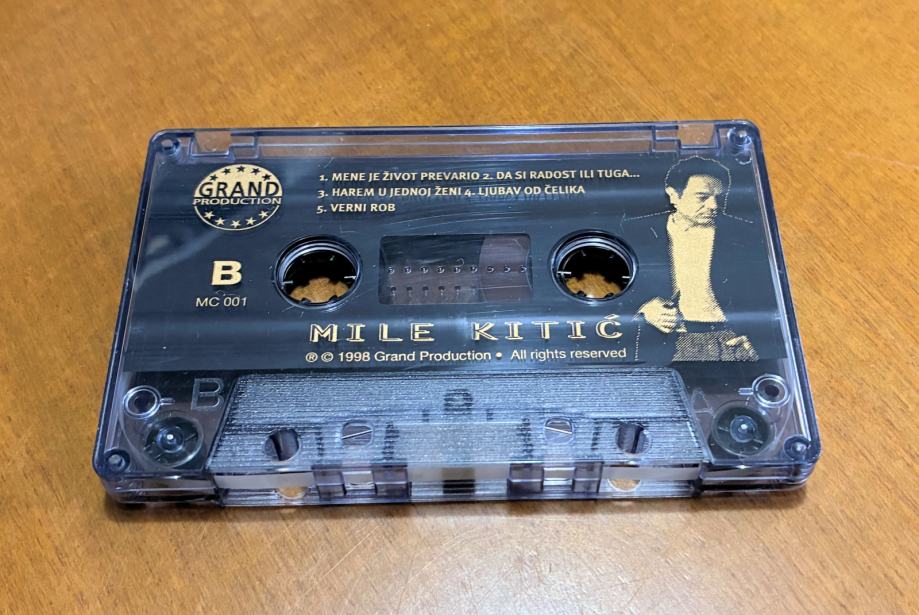 GRAND
PRODUCTION
1. MENE JE ŽIVOT PREVARIO 2. DA SI RADOST ILI TUGA...
3. HAREM U JEDNOJ ŽENI 4. LJUBAV OD ČELIKA
5. VERNI ROB
B
MC 001
MILE KITIĆ
® © 1998 Grand Production • All rights reserved
B
A